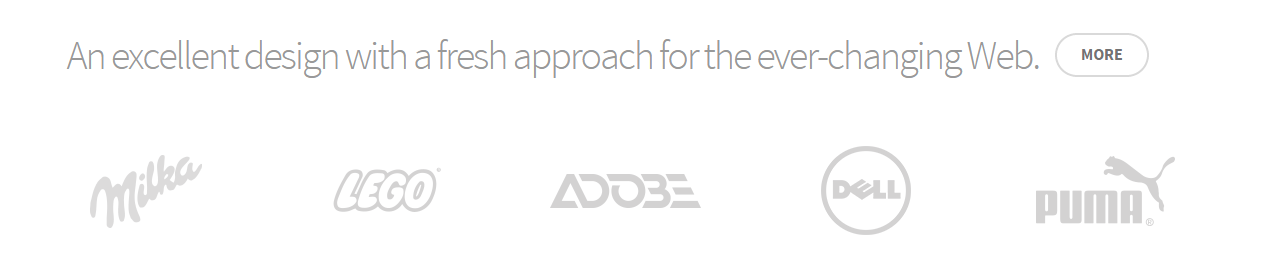 An excellent design with a fresh approach for the ever-changing Web. MORE
Milka LEGO® ADOBE DELL PUMA®